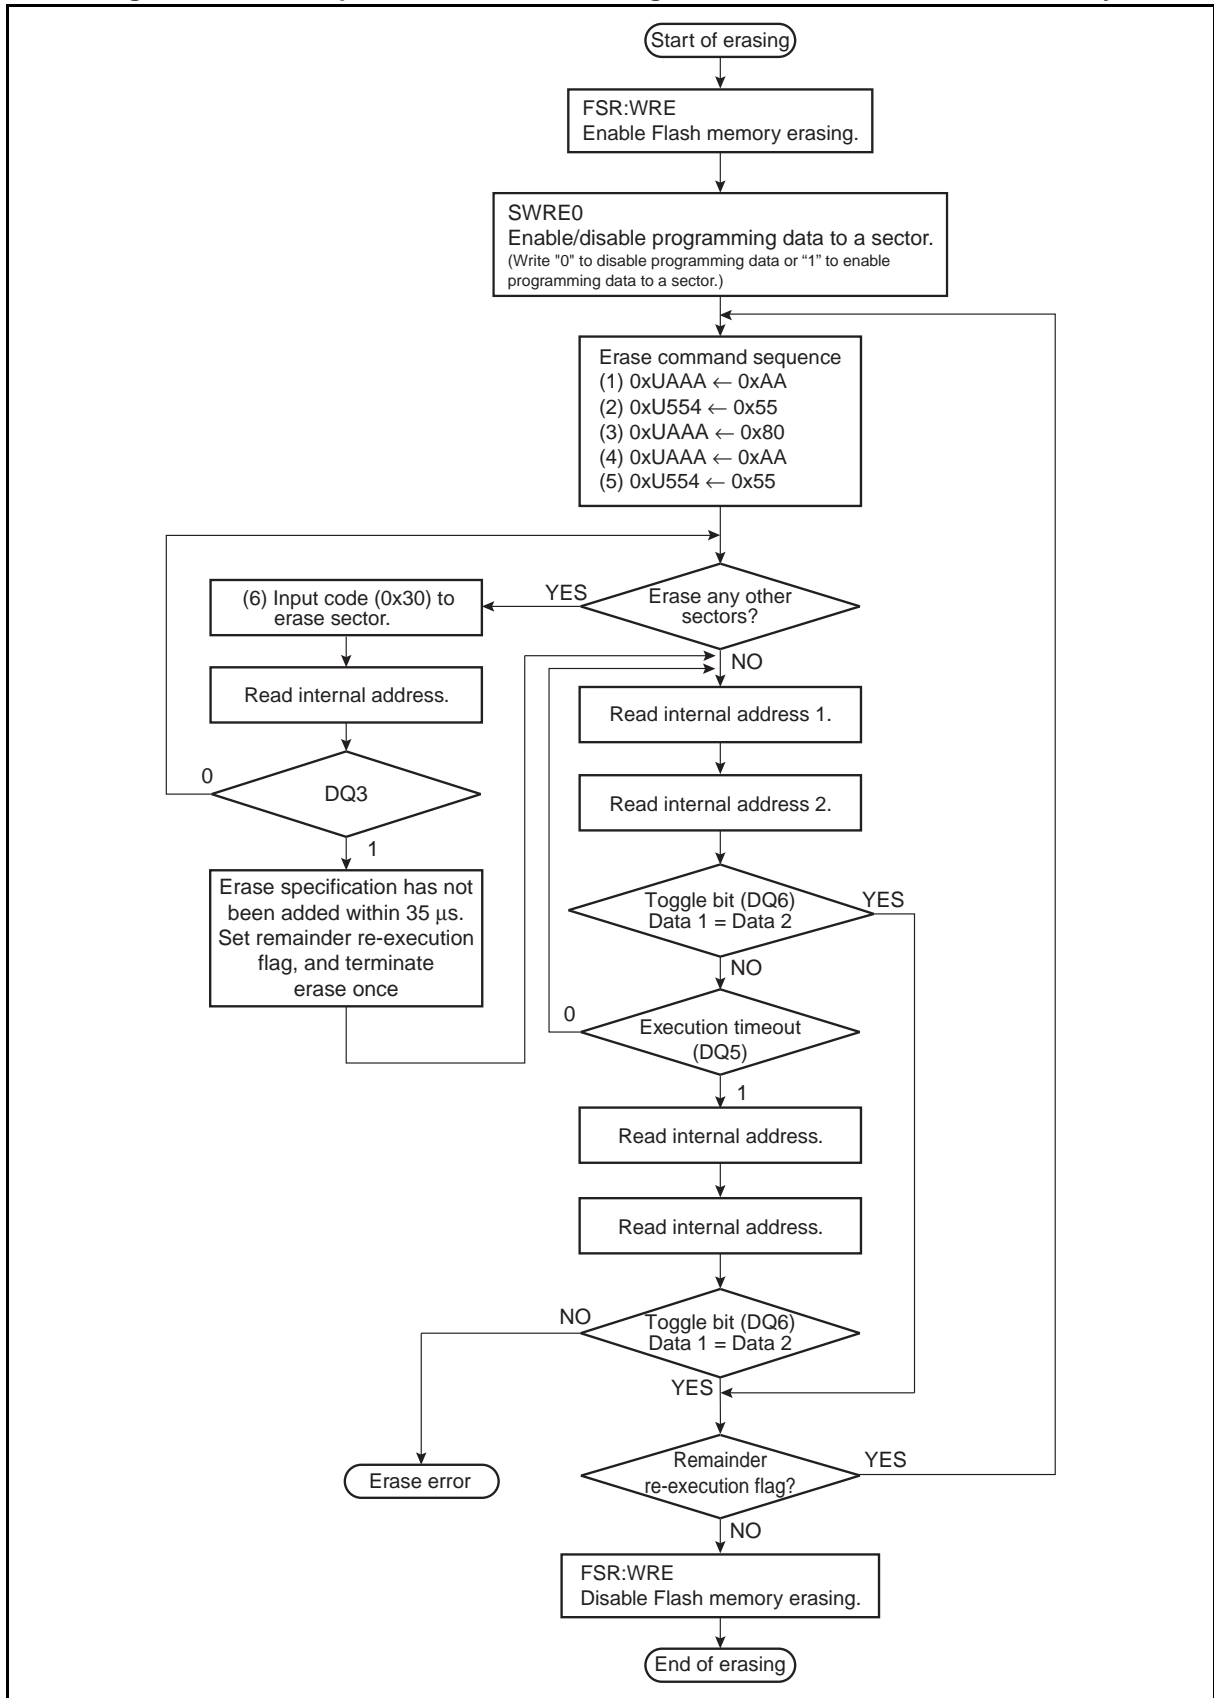 Start of erasing
FSR:WRE
Enable Flash memory erasing.
SWRE0
Enable/disable programming data to a sector.
(Write "0" to disable programming data or “1” to enable
programming data to a sector.)
Erase command sequence
(1) 0xUAAA ← 0xAA
(2) 0xU554 ← 0x55
(3) 0xUAAA ← 0x80
(4) 0xUAAA ← 0xAA
(5) 0xU554 ← 0x55
Erase any other
sectors?
YES
NO
(6) Input code (0x30) to
erase sector.
Read internal address.
DQ3
0
1
Erase specification has not
been added within 35 μs.
Set remainder re-execution
flag, and terminate
erase once
Read internal address 1.
Read internal address 2.
Toggle bit (DQ6)
Data 1 = Data 2
YES
NO
Execution timeout
(DQ5)
0
1
Read internal address.
Read internal address.
Toggle bit (DQ6)
Data 1 = Data 2
NO
YES
Erase error
Remainder
re-execution flag?
YES
NO
FSR:WRE
Disable Flash memory erasing.
End of erasing